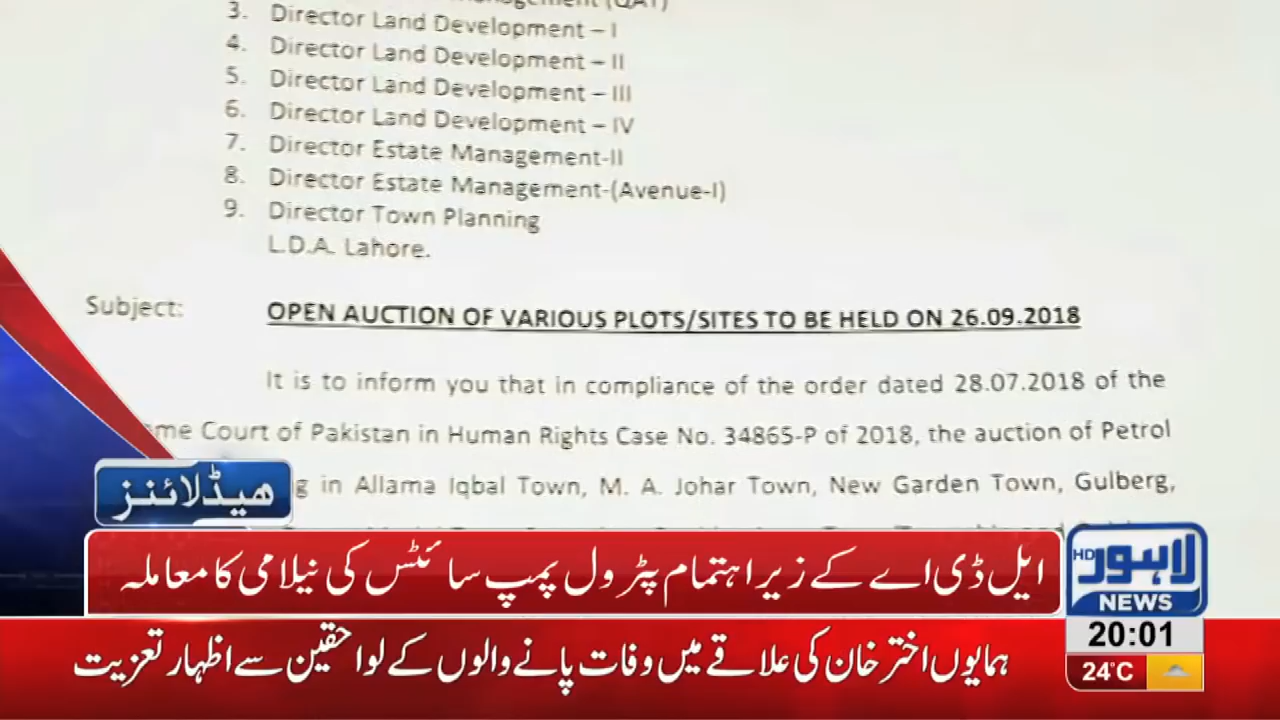 3. Director Land Development – I
4. Director Land Development – II
5. Director Land Development – III
6. Director Land Development – IV
7. Director Estate Management-II
8. Director Estate Management-(Avenue-I)
9. Director Town Planning
L.D.A. Lahore.
Subject: OPEN AUCTION OF VARIOUS PLOTS/SITES TO BE HELD ON 26.09.2018
It is to inform you that in compliance of the order dated 28.07.2018 of the
Court of Pakistan in Human Rights Case No. 34865-P of 2018, the auction of Petrol
in Allama Iqbal Town, M. A. Johar Town, New Garden Town, Gulberg,
ہیڈلائنز
ایل ڈی اے کے زیر اہتمام پٹرول پمپ سائٹس کی نیلامی کا معاملہ
HD لاہور
NEWS
20:01
24°C
ہمایوں اختر خان کی علاقے میں وفات پانے والوں کے لواحقین سے اظہار تعزیت